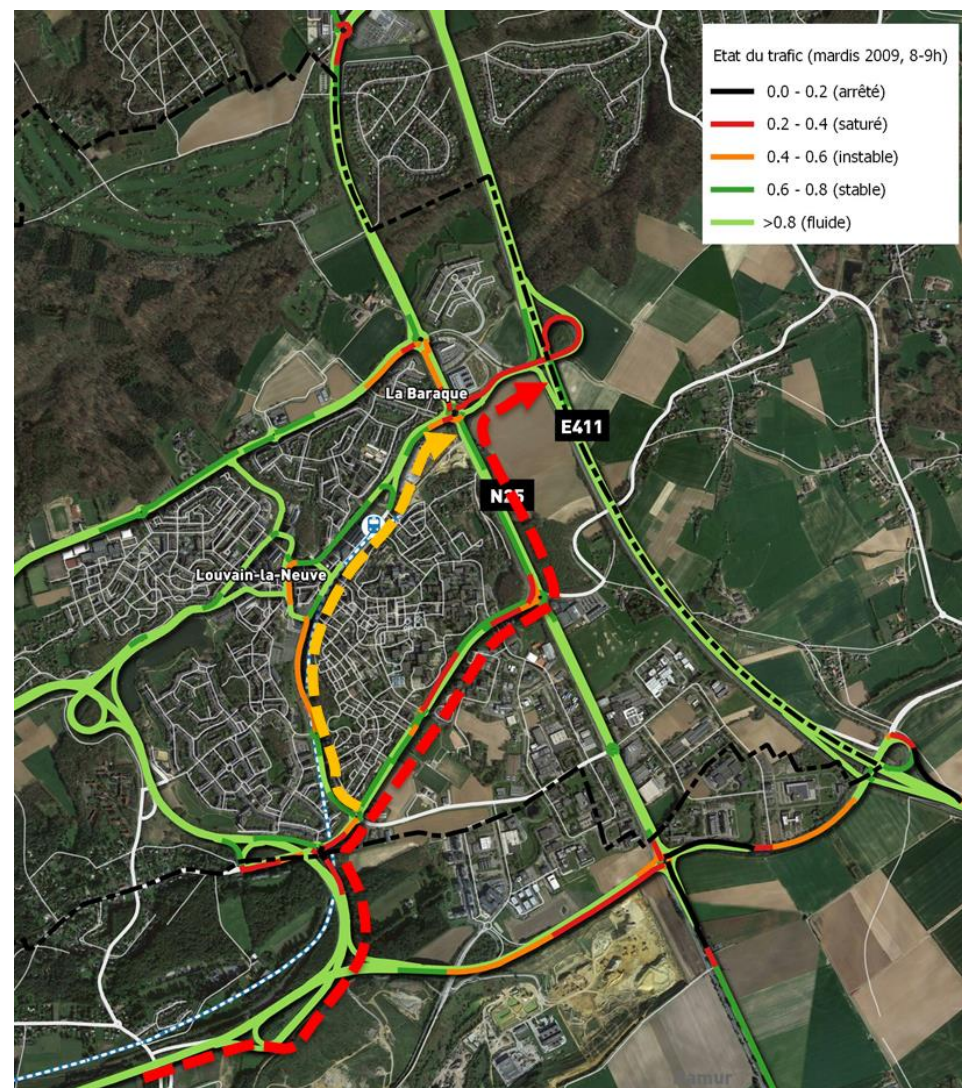 Etat du trafic (mardis 2009, 8-9h)
0.0 - 0.2 (arrêté)
0.2 - 0.4 (saturé)
0.4 - 0.6 (instable)
0.6 - 0.8 (stable)
>0.8 (fluide)
La Baraque
E411
N25
Louvain-la-Neuve
Namur